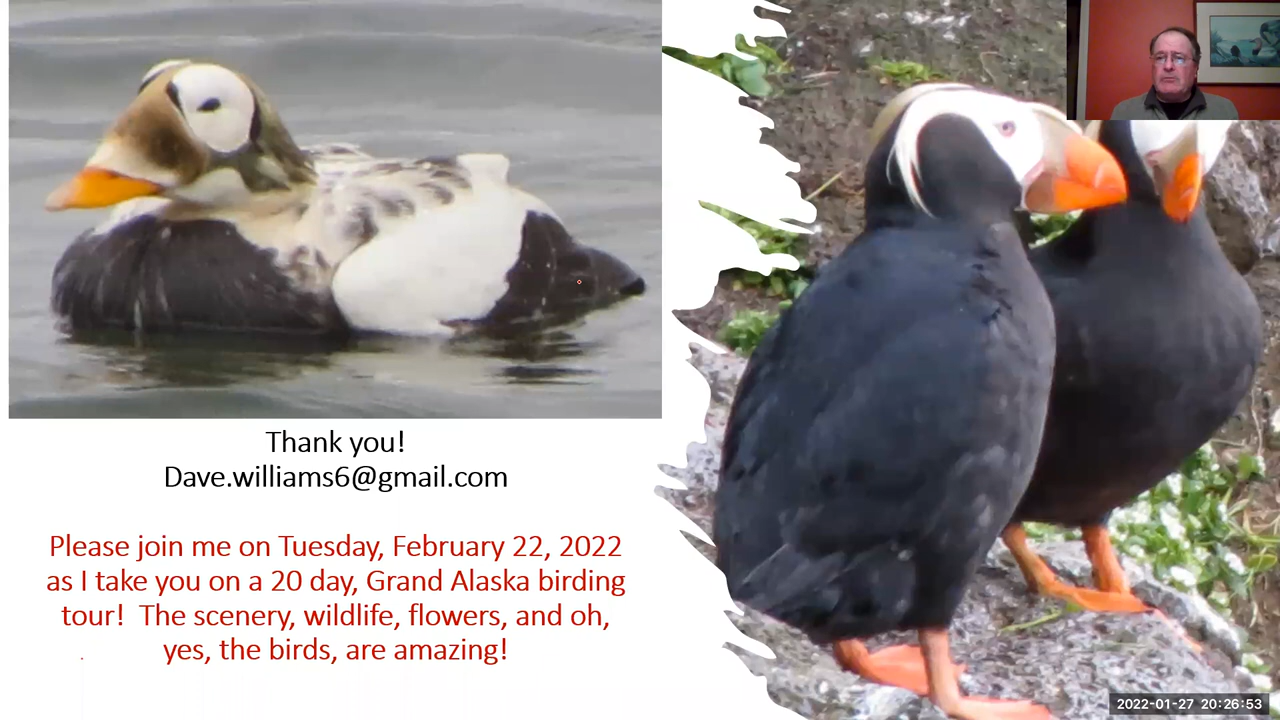 Thank you!
Dave.williams6@gmail.com
Please join me on Tuesday, February 22, 2022
as I take you on a 20 day, Grand Alaska birding
tour!  The scenery, wildlife, flowers, and oh,
yes, the birds, are amazing!
2022-01-27 20:26:53